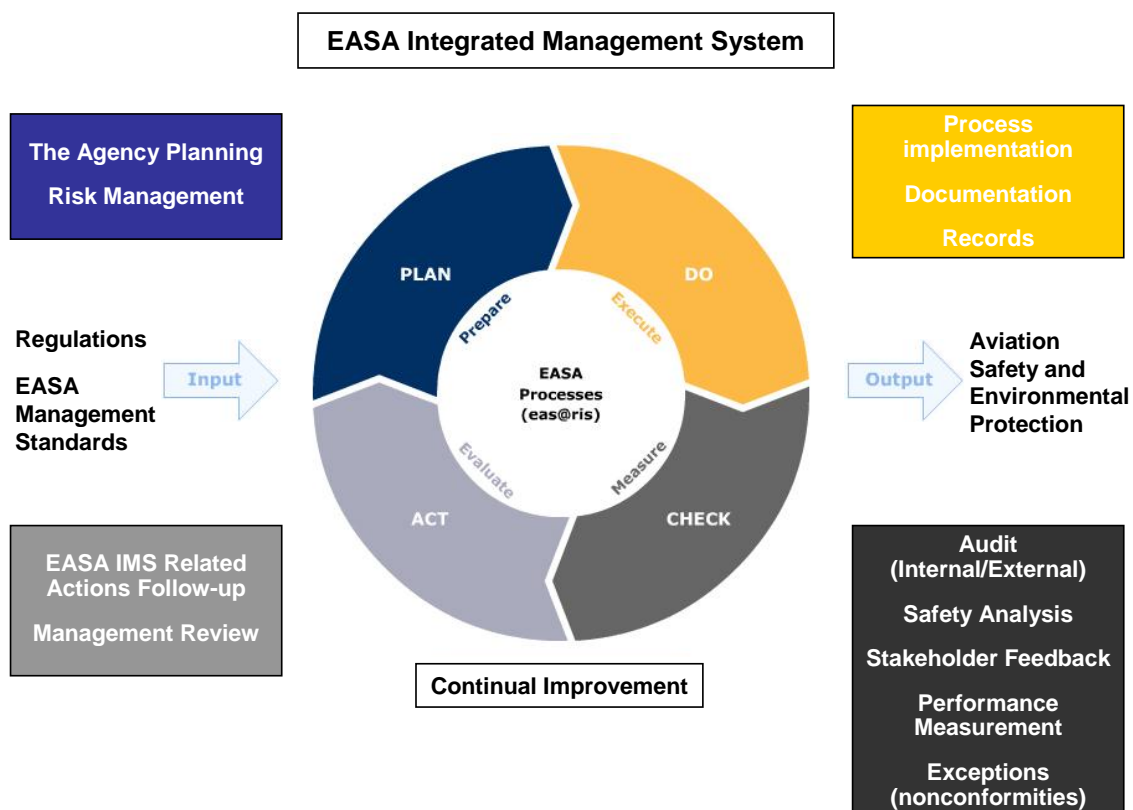 EASA Integrated Management System
The Agency Planning
Risk Management
Process
implementation
Documentation
Records
PLAN
DO
Prepare
Execute
Regulations
EASA
Management
Standards
Input
EASA
Processes
(eas@ris)
Output
Aviation
Safety and
Environmental
Protection
Evaluate
Measure
ACT
CHECK
EASA IMS Related
Actions Follow-up
Management Review
Audit
(Internal/External)
Safety Analysis
Stakeholder Feedback
Performance
Measurement
Exceptions
(nonconformities)
Continual Improvement